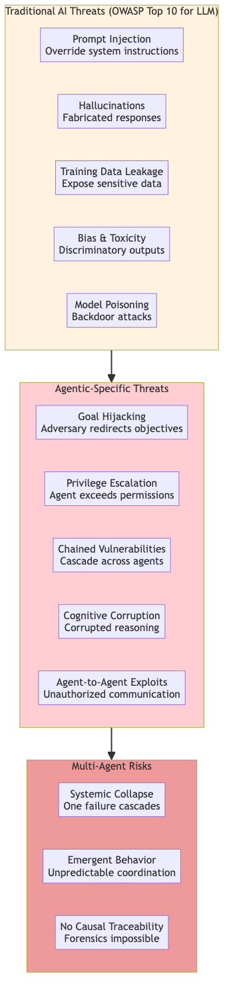 Traditional AI Threats (OWASP Top 10 for LLM)
Prompt Injection
Override system instructions
Hallucinations
Fabricated responses
Training Data Leakage
Expose sensitive data
Bias & Toxicity
Discriminatory outputs
Model Poisoning
Backdoor attacks
Agentic-Specific Threats
Goal Hijacking
Adversary redirects objectives
Privilege Escalation
Agent exceeds permissions
Chained Vulnerabilities
Cascade across agents
Cognitive Corruption
Corrupted reasoning
Agent-to-Agent Exploits
Unauthorized communication
Multi-Agent Risks
Systemic Collapse
One failure cascades
Emergent Behavior
Unpredictable coordination
No Causal Traceability
Forensics impossible